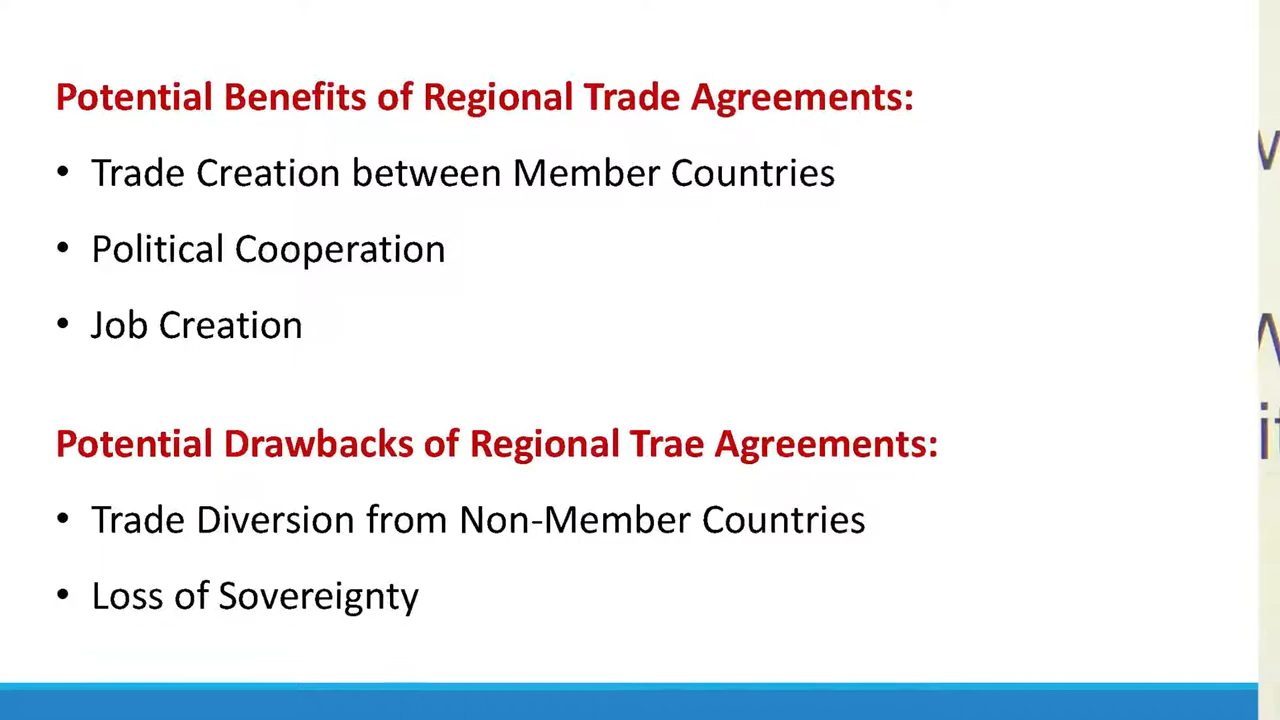 Potential Benefits of Regional Trade Agreements:
• Trade Creation between Member Countries
• Political Cooperation
• Job Creation
Potential Drawbacks of Regional Trae Agreements:
• Trade Diversion from Non-Member Countries
• Loss of Sovereignty